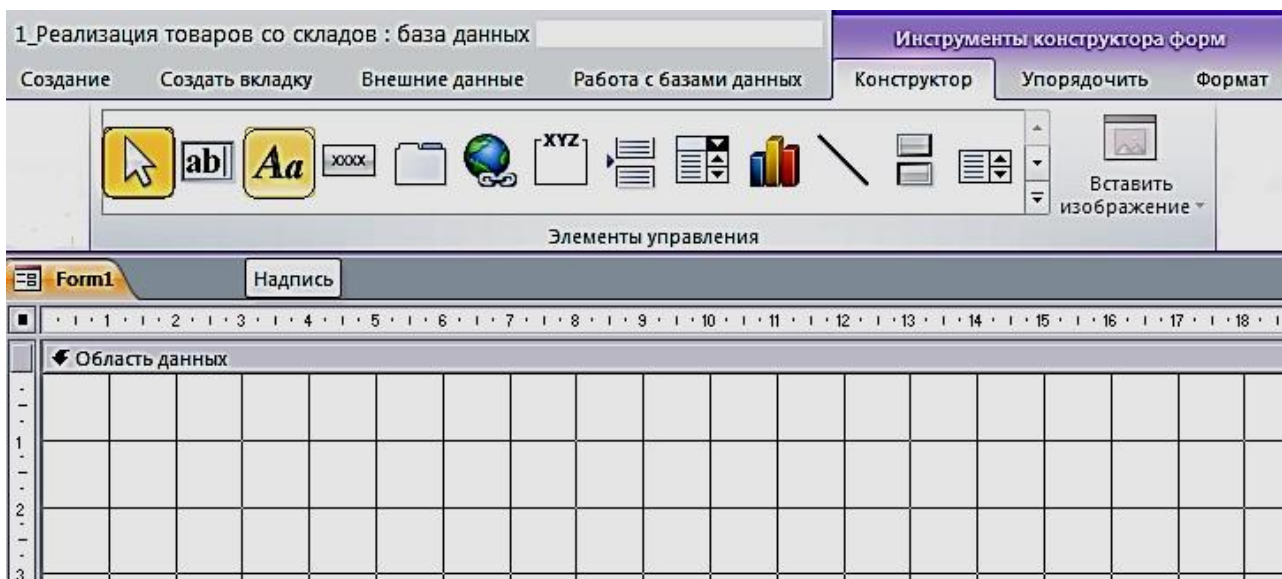 1_Реализация товаров со складов : база данных Инструменты конструктора форм
Создание Создать вкладку Внешние данные Работа с базами данных Конструктор Упорядочить Формат
ab Aa XXXX XYZ
Вставить изображение
Элементы управления
Form1 Надпись
1 2 3 4 5 6 7 8 9 10 11 12 13 14 15 16 17 18
Область данных
1
2
3